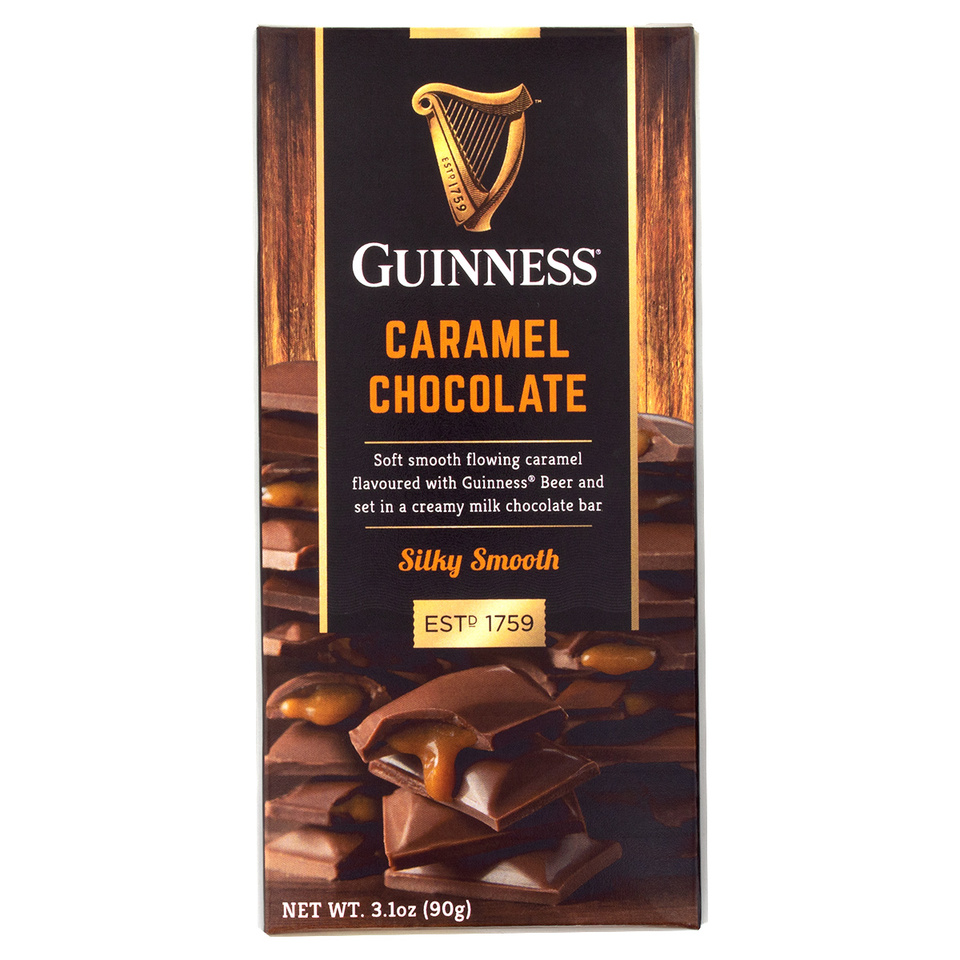 ESTD 1759
™
GUINNESS®
CARAMEL
CHOCOLATE
Soft smooth flowing caramel
flavoured with Guinness® Beer and
set in a creamy milk chocolate bar
Silky Smooth
ESTD 1759
NET WT. 3.1oz (90g)